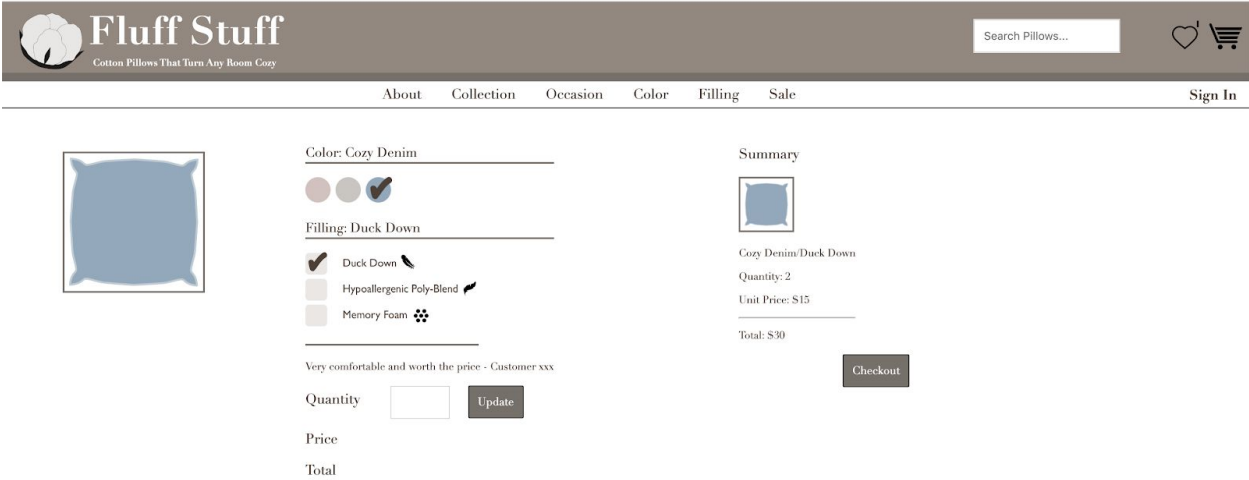 Fluff Stuff
Cotton Pillows That Turn Any Room Cozy
Search Pillows...
About Collection Occasion Color Filling Sale
Sign In
Color: Cozy Denim
Filling: Duck Down
Duck Down
Hypoallergenic Poly-Blend
Memory Foam
Very comfortable and worth the price - Customer xxx
Quantity
Update
Price
Total
Summary
Cozy Denim/Duck Down
Quantity: 2
Unit Price: $15
Total: $30
Checkout